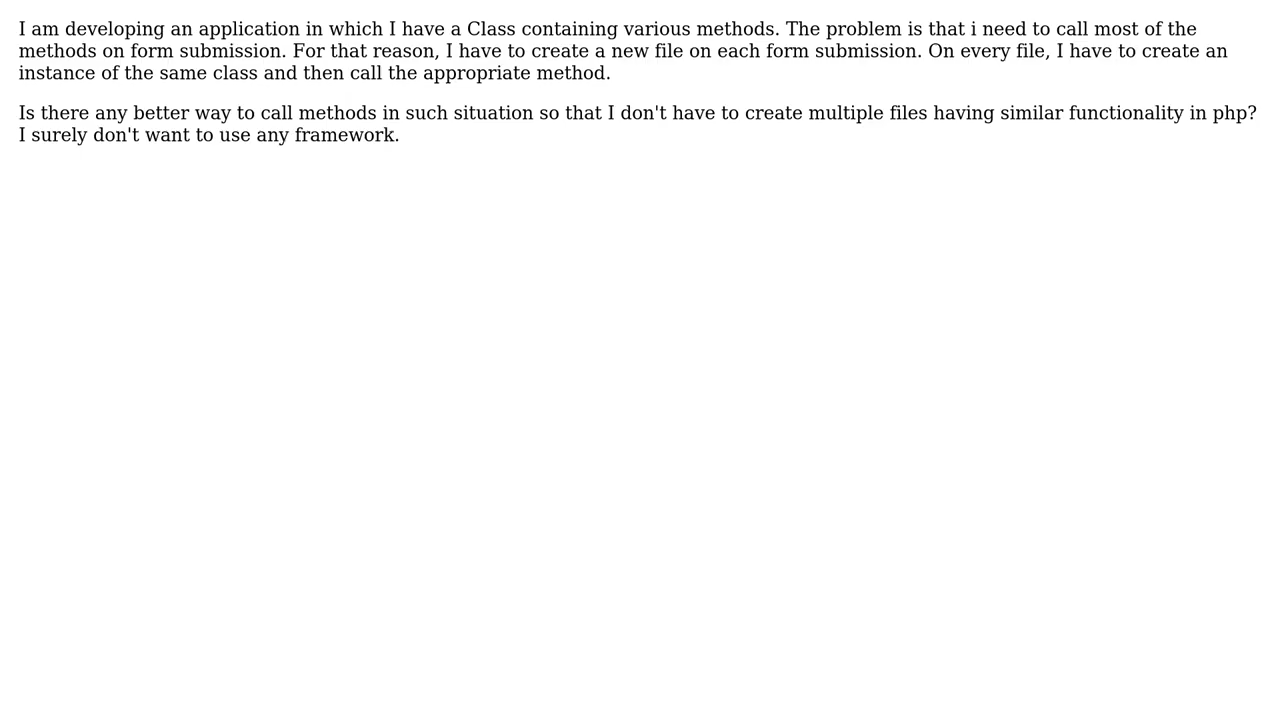 I am developing an application in which I have a Class containing various methods. The problem is that i need to call most of the
methods on form submission. For that reason, I have to create a new file on each form submission. On every file, I have to create an
instance of the same class and then call the appropriate method.
Is there any better way to call methods in such situation so that I don't have to create multiple files having similar functionality in php?
I surely don't want to use any framework.